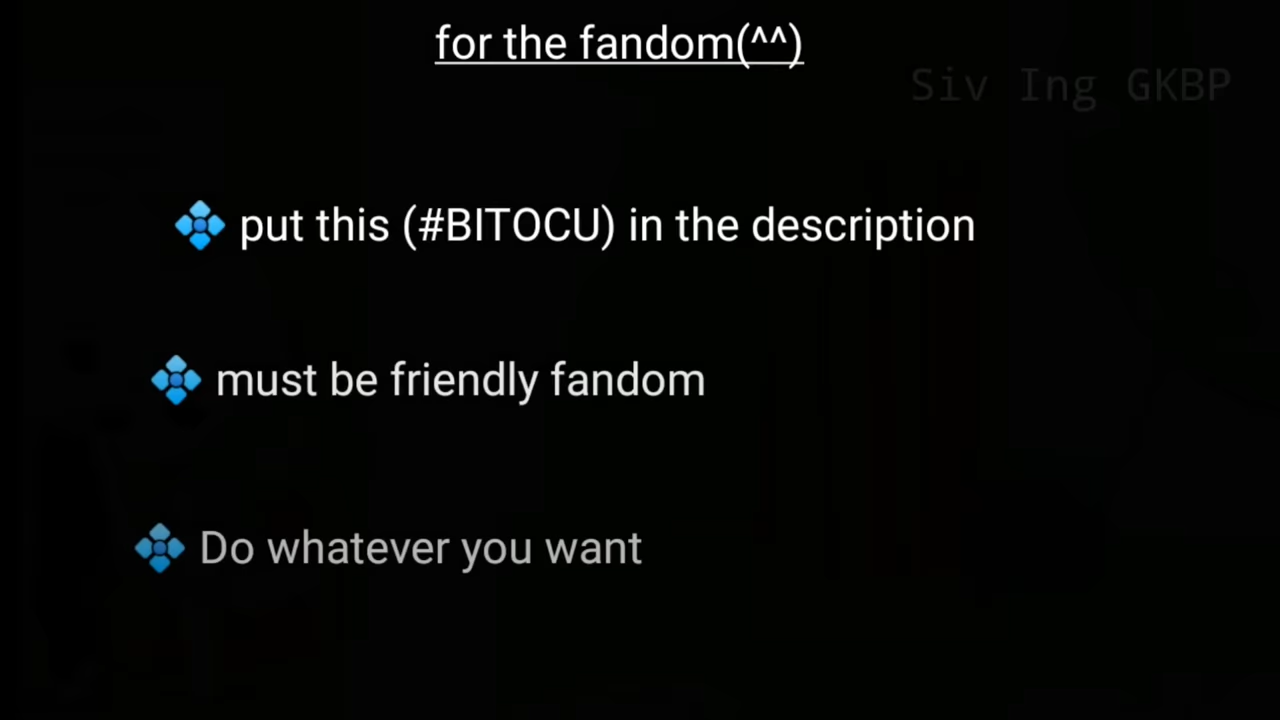 for the fandom(^^)
Siv Ing GKBP
💠 put this (#BITOCU) in the description
💠 must be friendly fandom
💠 Do whatever you want